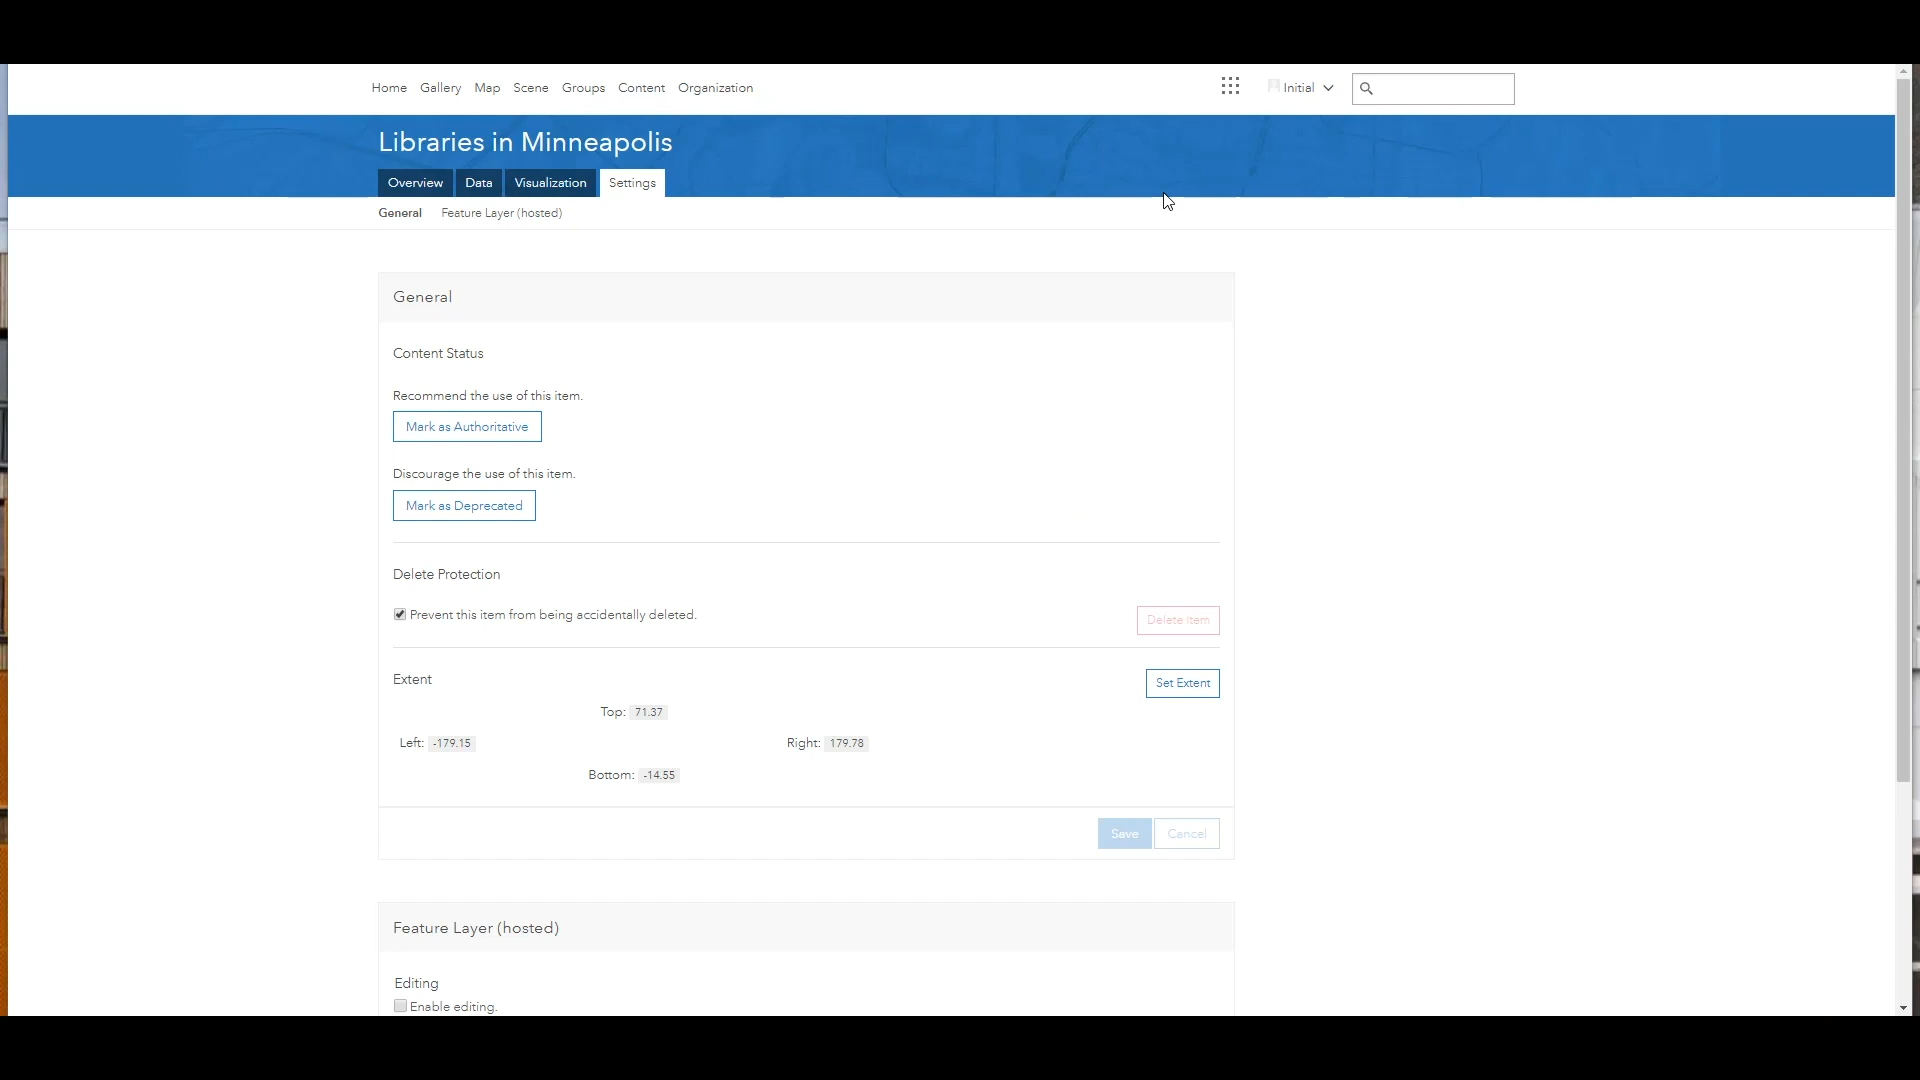 Home Gallery Map Scene Groups Content Organization Initial
Libraries in Minneapolis
Overview Data Visualization Settings
General Feature Layer (hosted)
General
Content Status
Recommend the use of this item.
Mark as Authoritative
Discourage the use of this item.
Mark as Deprecated
Delete Protection
Prevent this item from being accidentally deleted.
Delete Item
Extent
Set Extent
Top: 71.37
Left: -179.15 Right: 179.78
Bottom: -14.55
Save Cancel
Feature Layer (hosted)
Editing
Enable editing.